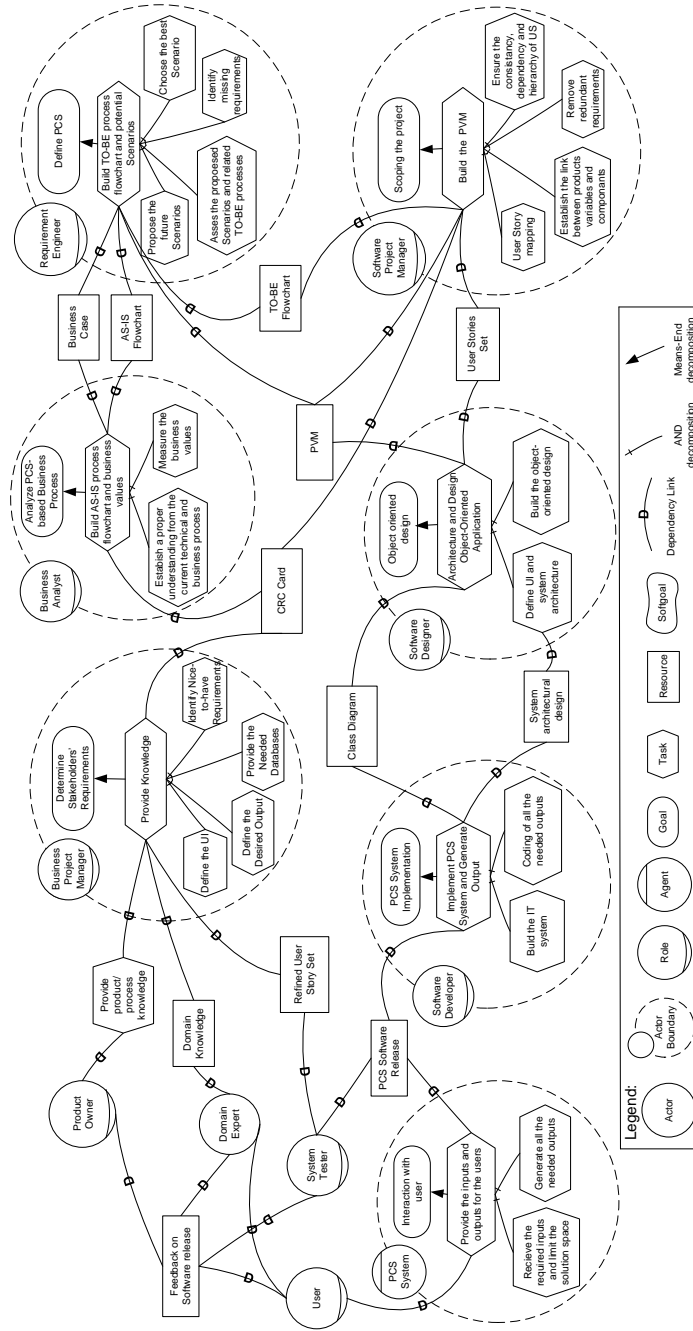 Product
Owner
Feedback on
Software release
Domain
Expert
User
System
Tester
Provide
product/
process
knowledge
Domain
Knowledge
Refined User
Story Set
PCS Software
Release
Business
Project
Manager
Determine
Stakeholders'
Requirements
Provide Knowledge
Define the UI
Define the
Desired Output
Provide the
Needed
Databases
Identify Nice-
to-have
Requirements
CRC Card
Business
Analyst
Analyze PCS-
based Business
Process
Build AS-IS process
flowchart and business
values
Estabish a proper
understanding from the
current technical and
business process
Measure the
business
values
Business
Case
AS-IS
Flowchart
PVM
TO-BE
Flowchart
Requirement
Engineer
Define PCS
Build TO-BE process
flowchart and potential
Scenarios
Propose the
future
Scenarios
Asses the propoesed
Scenarios and related
TO-BE processes
Identify
missing
requirements
Choose the best
Scenario
PCS
System
Interaction with
user
Provide the inputs and
outputs for the users
Recieve the
required inputs
and limit the
solution space
Generate all the
needed outputs
Software
Developer
PCS System
Implementation
Implement PCS
System and Generate
Output
Build the IT
system
Coding of all the
needed outputs
Class Diagram
System
architectural
design
Software
Designer
Object oriented
design
Architecture and Design
Object-Oriented
Application
Define UI and
system
architecture
Build the object-
oriented design
User Stories
Set
Software
Project
Manager
Scoping the project
Build the PVM
User Story
mapping
Establish the link
between products
variables and
componants
Remove
redundant
requirements
Ensure the
consistancy,
dependency and
hierarchy of US
D D D D D D D D D D D D D D D D D D D D D D D D D D D D D D D D
Legend:
Actor
Actor
Boundary
Role
Agent
Goal
Task
Resource
Softgoal
D
Dependency Link
AND
decomposition
Means-End
decomposition